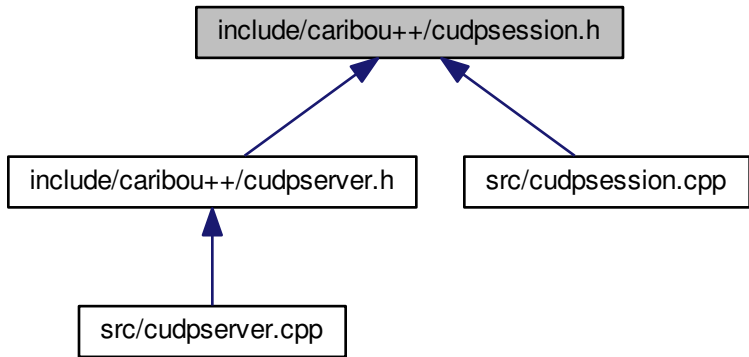 include/caribou++/cudpsession.h
include/caribou++/cudpserver.h
src/cudpsession.cpp
src/cudpserver.cpp